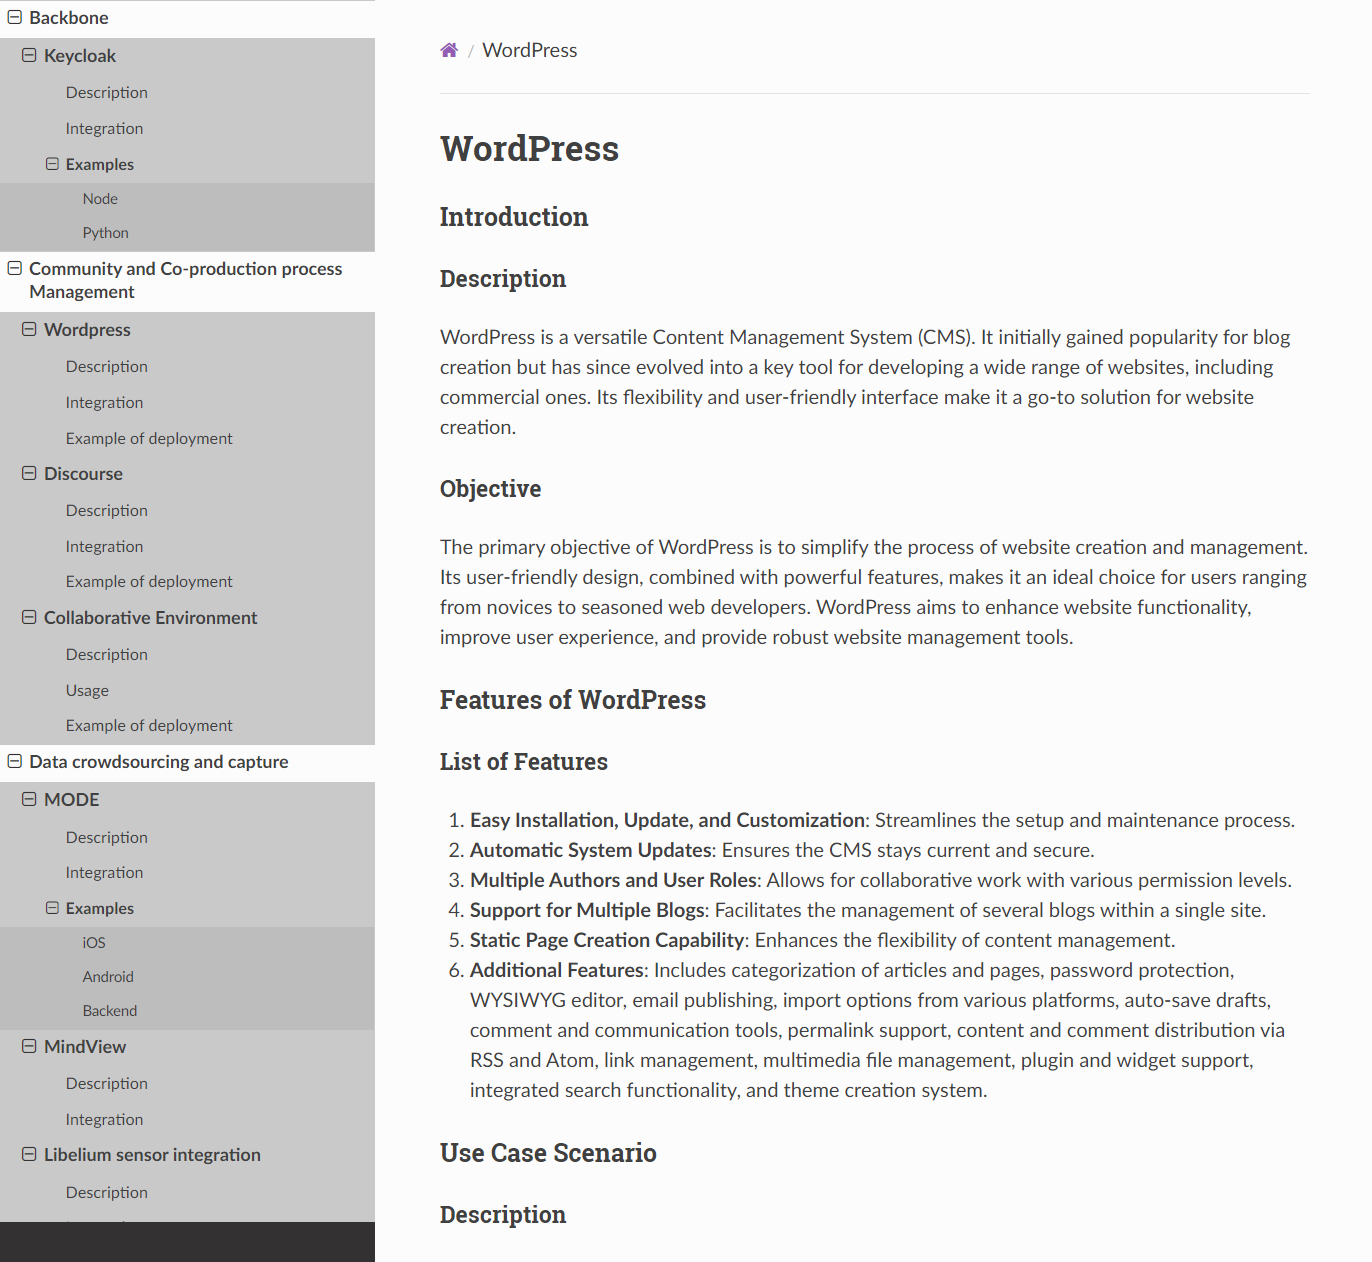 Backbone
Keycloak
Description
Integration
Examples
Node
Python
Community and Co-production process
Management
Wordpress
Description
Integration
Example of deployment
Discourse
Description
Integration
Example of deployment
Collaborative Environment
Description
Usage
Example of deployment
Data crowdsourcing and capture
MODE
Description
Integration
Examples
iOS
Android
Backend
MindView
Description
Integration
Libelium sensor integration
Description
/ WordPress
WordPress
Introduction
Description
WordPress is a versatile Content Management System (CMS). It initially gained popularity for blog
creation but has since evolved into a key tool for developing a wide range of websites, including
commercial ones. Its flexibility and user-friendly interface make it a go-to solution for website
creation.
Objective
The primary objective of WordPress is to simplify the process of website creation and management.
Its user-friendly design, combined with powerful features, makes it an ideal choice for users ranging
from novices to seasoned web developers. WordPress aims to enhance website functionality,
improve user experience, and provide robust website management tools.
Features of WordPress
List of Features
1. Easy Installation, Update, and Customization: Streamlines the setup and maintenance process.
2. Automatic System Updates: Ensures the CMS stays current and secure.
3. Multiple Authors and User Roles: Allows for collaborative work with various permission levels.
4. Support for Multiple Blogs: Facilitates the management of several blogs within a single site.
5. Static Page Creation Capability: Enhances the flexibility of content management.
6. Additional Features: Includes categorization of articles and pages, password protection,
WYSIWYG editor, email publishing, import options from various platforms, auto-save drafts,
comment and communication tools, permalink support, content and comment distribution via
RSS and Atom, link management, multimedia file management, plugin and widget support,
integrated search functionality, and theme creation system.
Use Case Scenario
Description